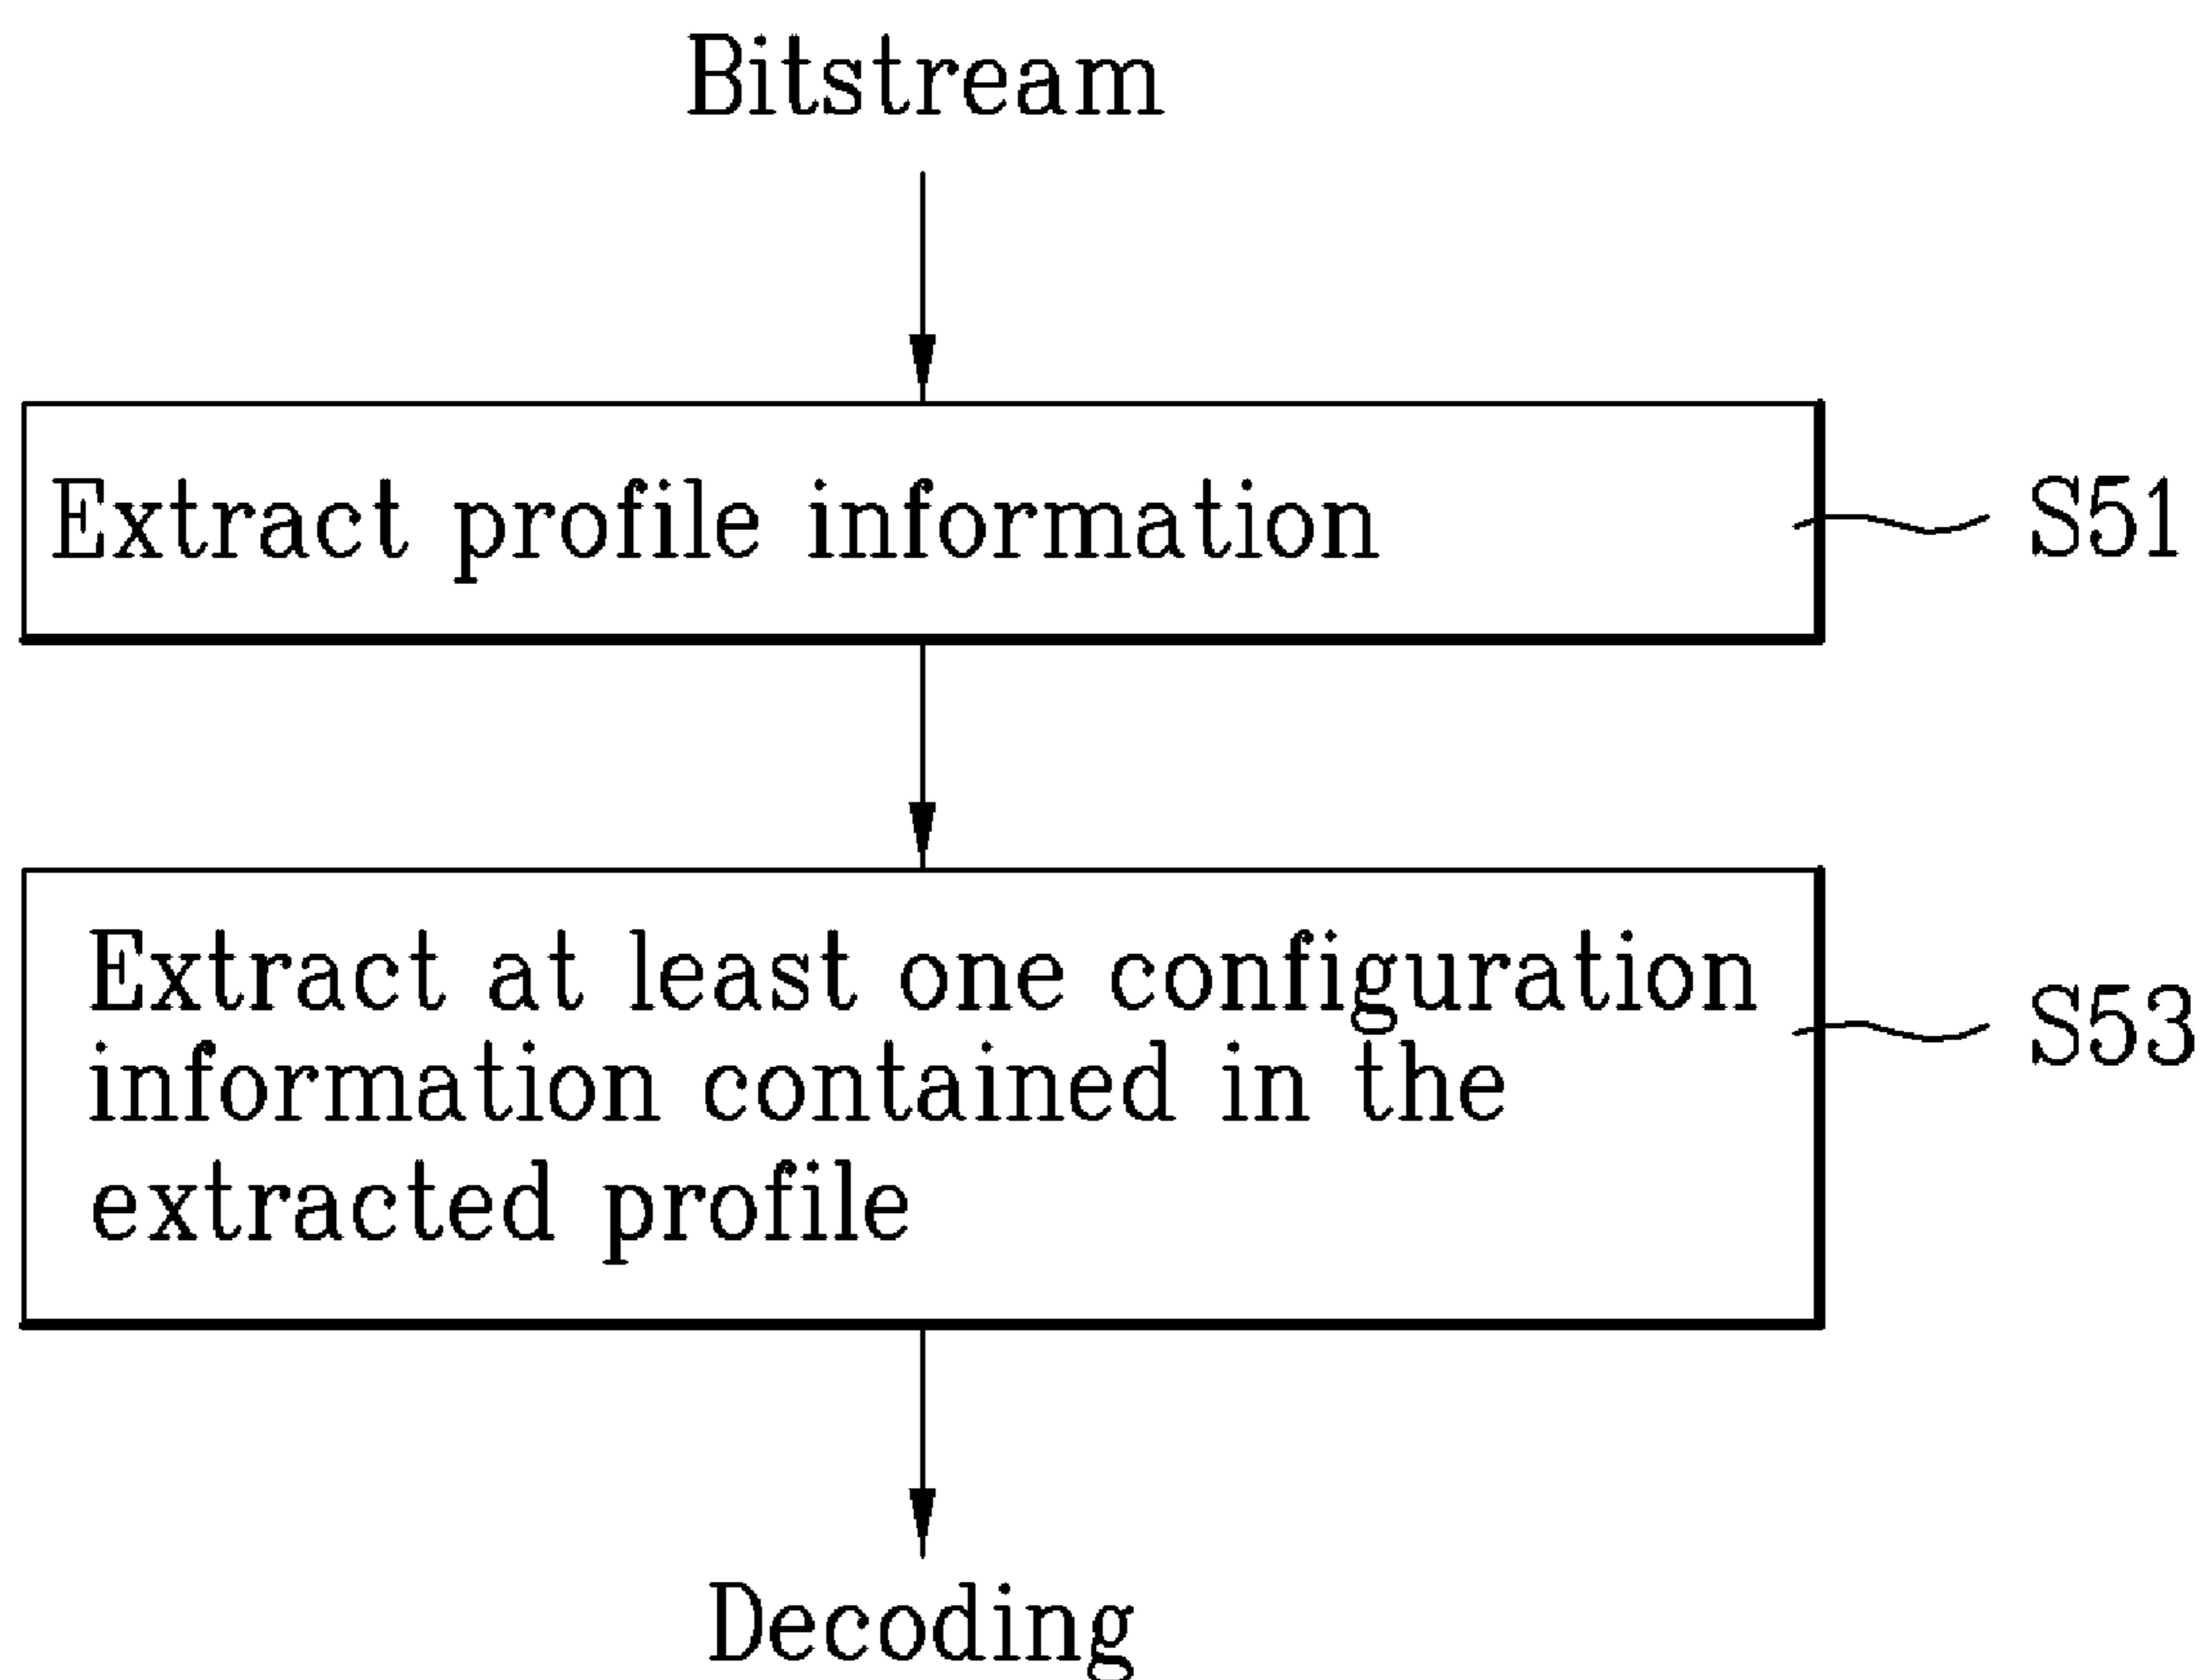 Bitstream
Extract profile information
S51
Extract at least one configuration
information contained in the
extracted profile
S53
Decoding